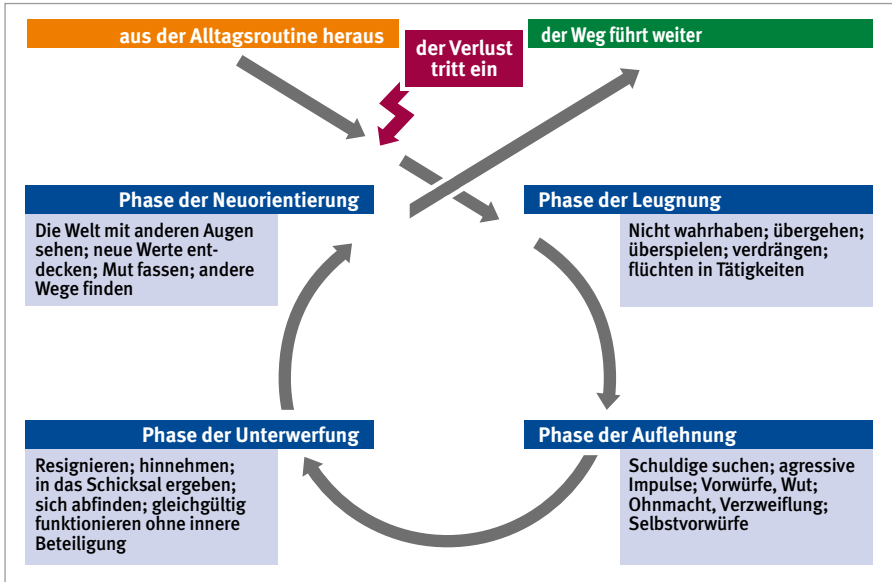 aus der Alltagsroutine heraus
der Verlust
tritt ein
der Weg führt weiter
Phase der Neuorientierung
Die Welt mit anderen Augen
sehen; neue Werte ent-
decken; Mut fassen; andere
Wege finden
Phase der Leugnung
Nicht wahrhaben; übergehen;
überspielen; verdrängen;
flüchten in Tätigkeiten
Phase der Unterwerfung
Resignieren; hinnehmen;
in das Schicksal ergeben;
sich abfinden; gleichgültig
funktionieren ohne innere
Beteiligung
Phase der Auflehnung
Schuldige suchen; agressive
Impulse; Vorwürfe, Wut;
Ohnmacht, Verzweiflung;
Selbstvorwürfe